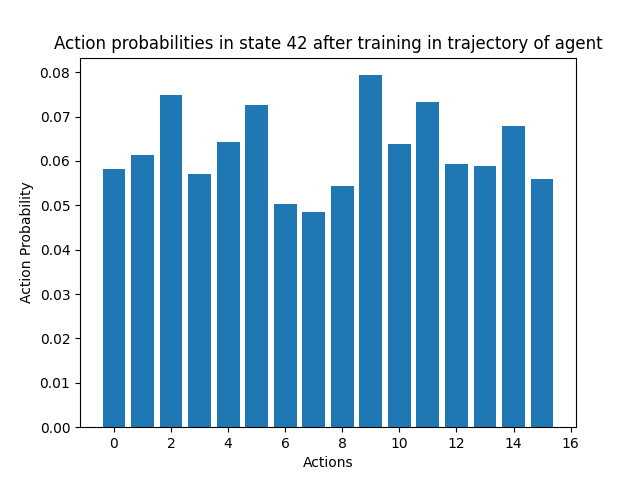 Action probabilities in state 42 after training in trajectory of agent
0.08
0.07
0.06
0.05
0.04
0.03
0.02
0.01
0.00
Action Probability
0 2 4 6 8 10 12 14 16
Actions